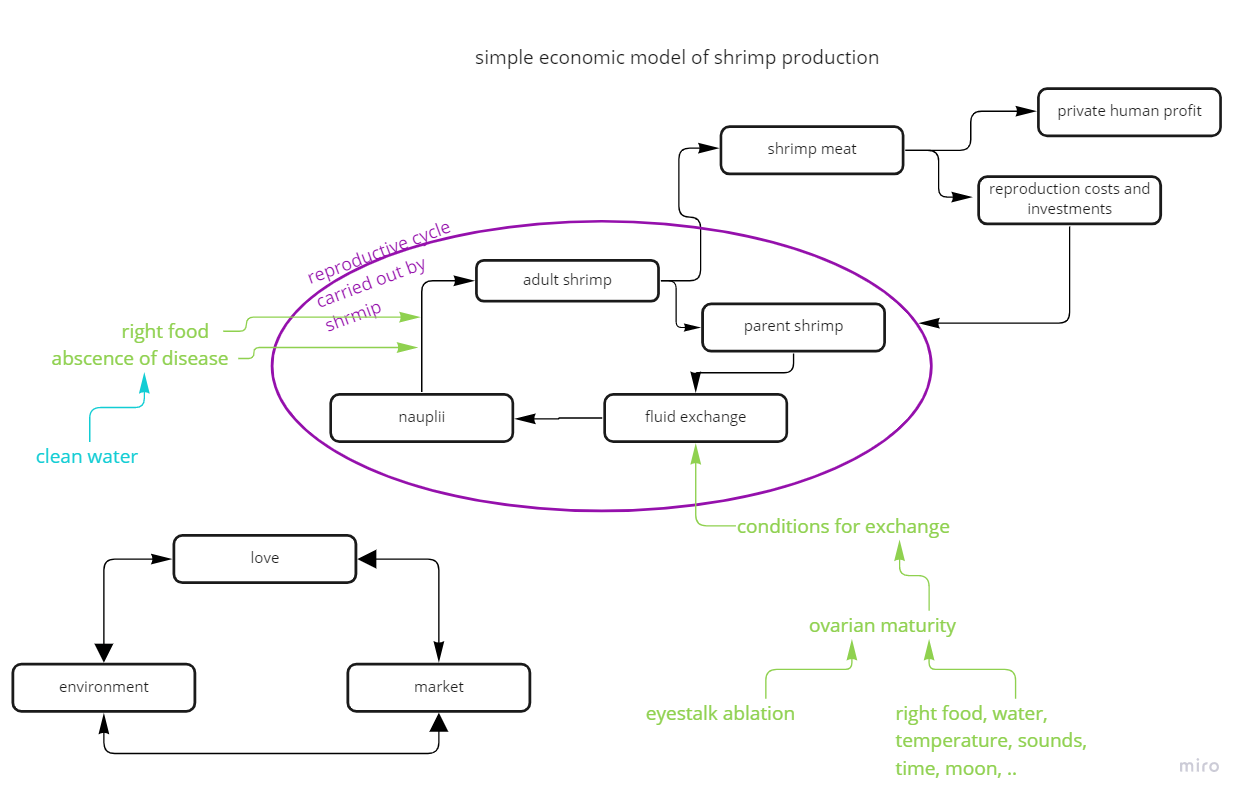 simple economic model of shrimp production
private human profit
shrimp meat
reproduction costs and
investments
reproductive cycle
carried out by
shrmip
adult shrimp
parent shrimp
right food
abscence of disease
nauplii
fluid exchange
clean water
conditions for exchange
love
ovarian maturity
environment
market
eyestalk ablation
right food, water,
temperature, sounds,
time, moon, ..
miro